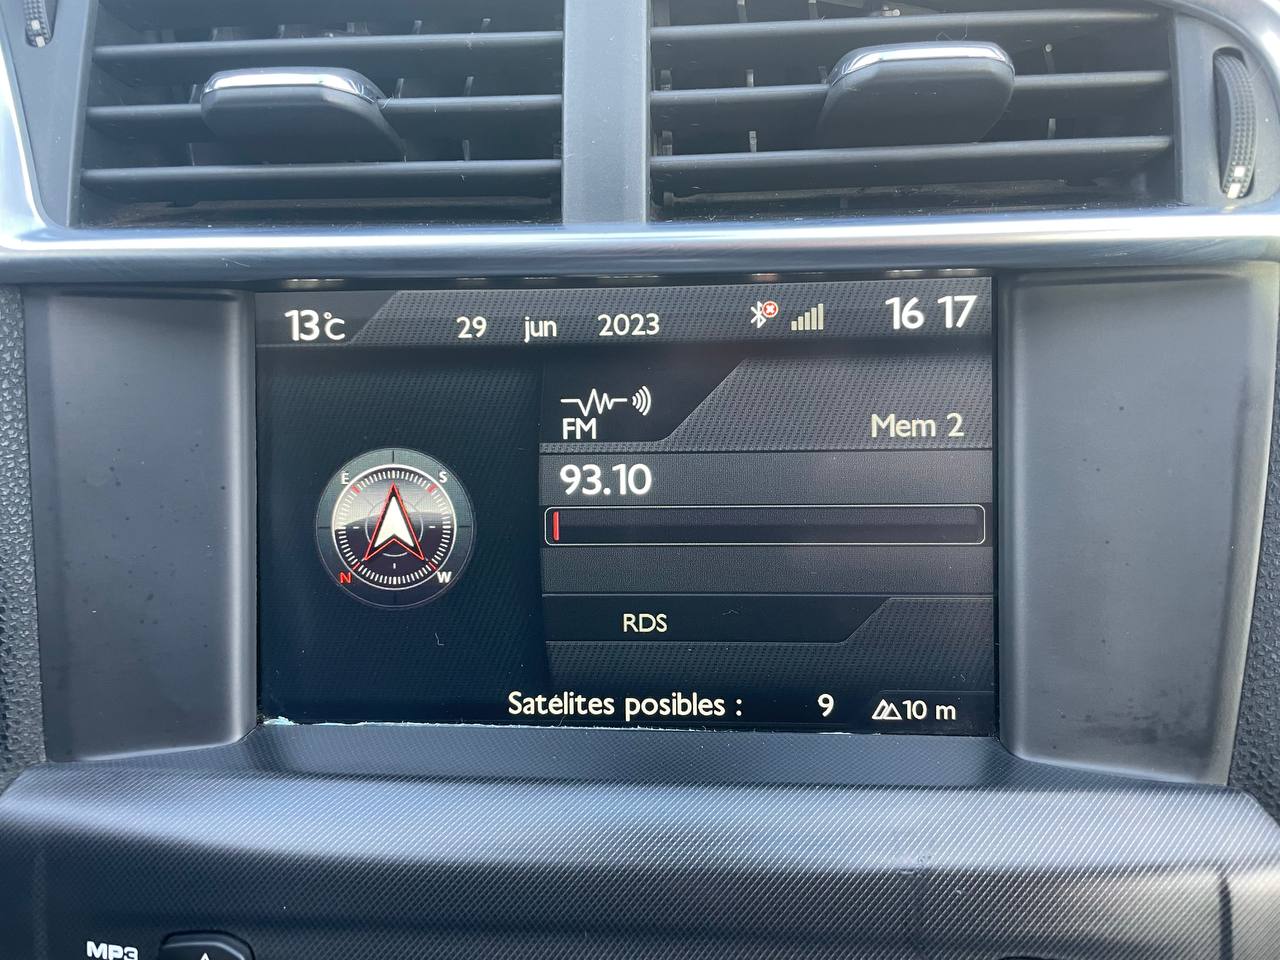 13°C 29 jun 2023 16 17
FM
Mem 2
93.10
E S
N W
RDS
Satélites posibles : 9 10 m
MP3